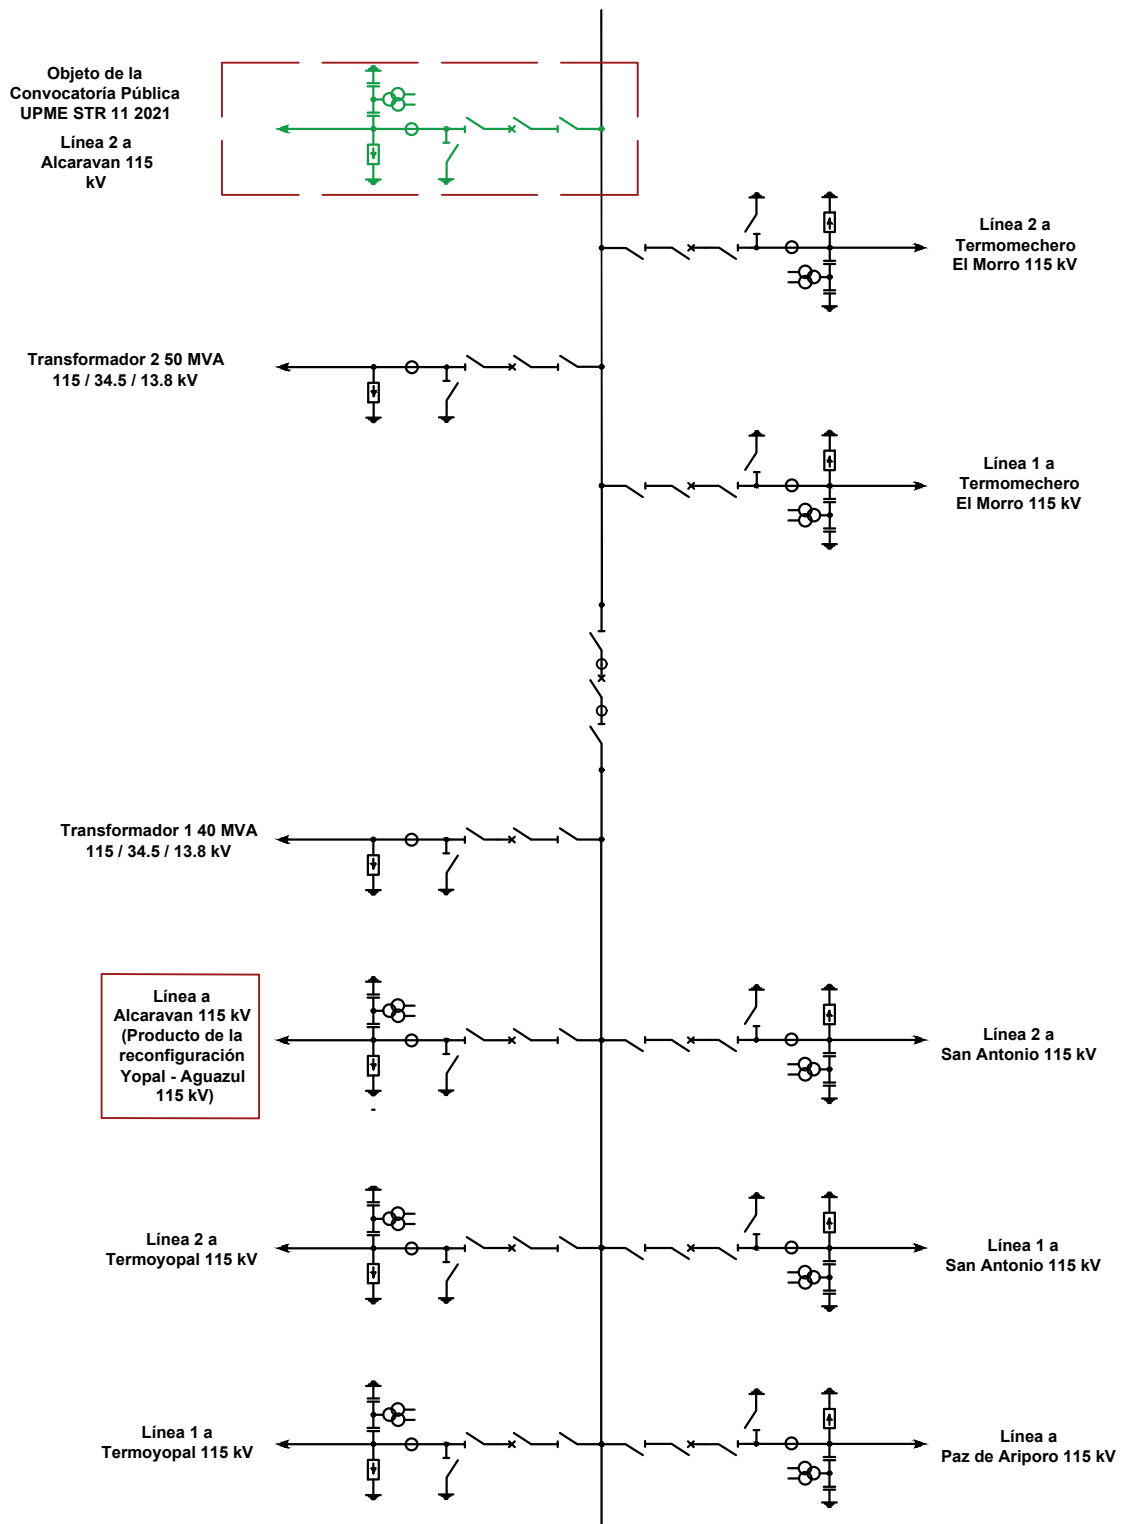 Objeto de la
Convocatoría Pública
UPME STR 11 2021
Línea 2 a
Alcaravan 115
kV
Línea 2 a
Termomechero
El Morro 115 kV
Transformador 2 50 MVA
115 / 34.5 / 13.8 kV
Línea 1 a
Termomechero
El Morro 115 kV
Transformador 1 40 MVA
115 / 34.5 / 13.8 kV
Línea a
Alcaravan 115 kV
(Producto de la
reconfiguración
Yopal - Aguazul
115 kV)
Línea 2 a
San Antonio 115 kV
Línea 2 a
Termoyopal 115 kV
Línea 1 a
San Antonio 115 kV
Línea 1 a
Termoyopal 115 kV
Línea a
Paz de Ariporo 115 kV